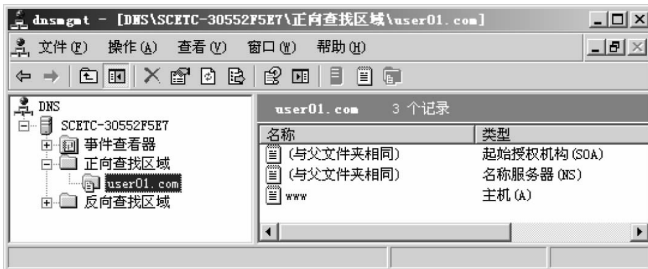 dnsmgmt - [DNS\SCETC-30552F5E7\正向查找区域\user01.com]
文件(F) 操作(A) 查看(V) 窗口(W) 帮助(H)
DNS
SCETC-30552F5E7
事件查看器
正向查找区域
user01.com
反向查找区域
user01.com 3 个记录
名称 类型
(与父文件夹相同) 起始授权机构(SOA)
(与父文件夹相同) 名称服务器(NS)
www 主机(A)